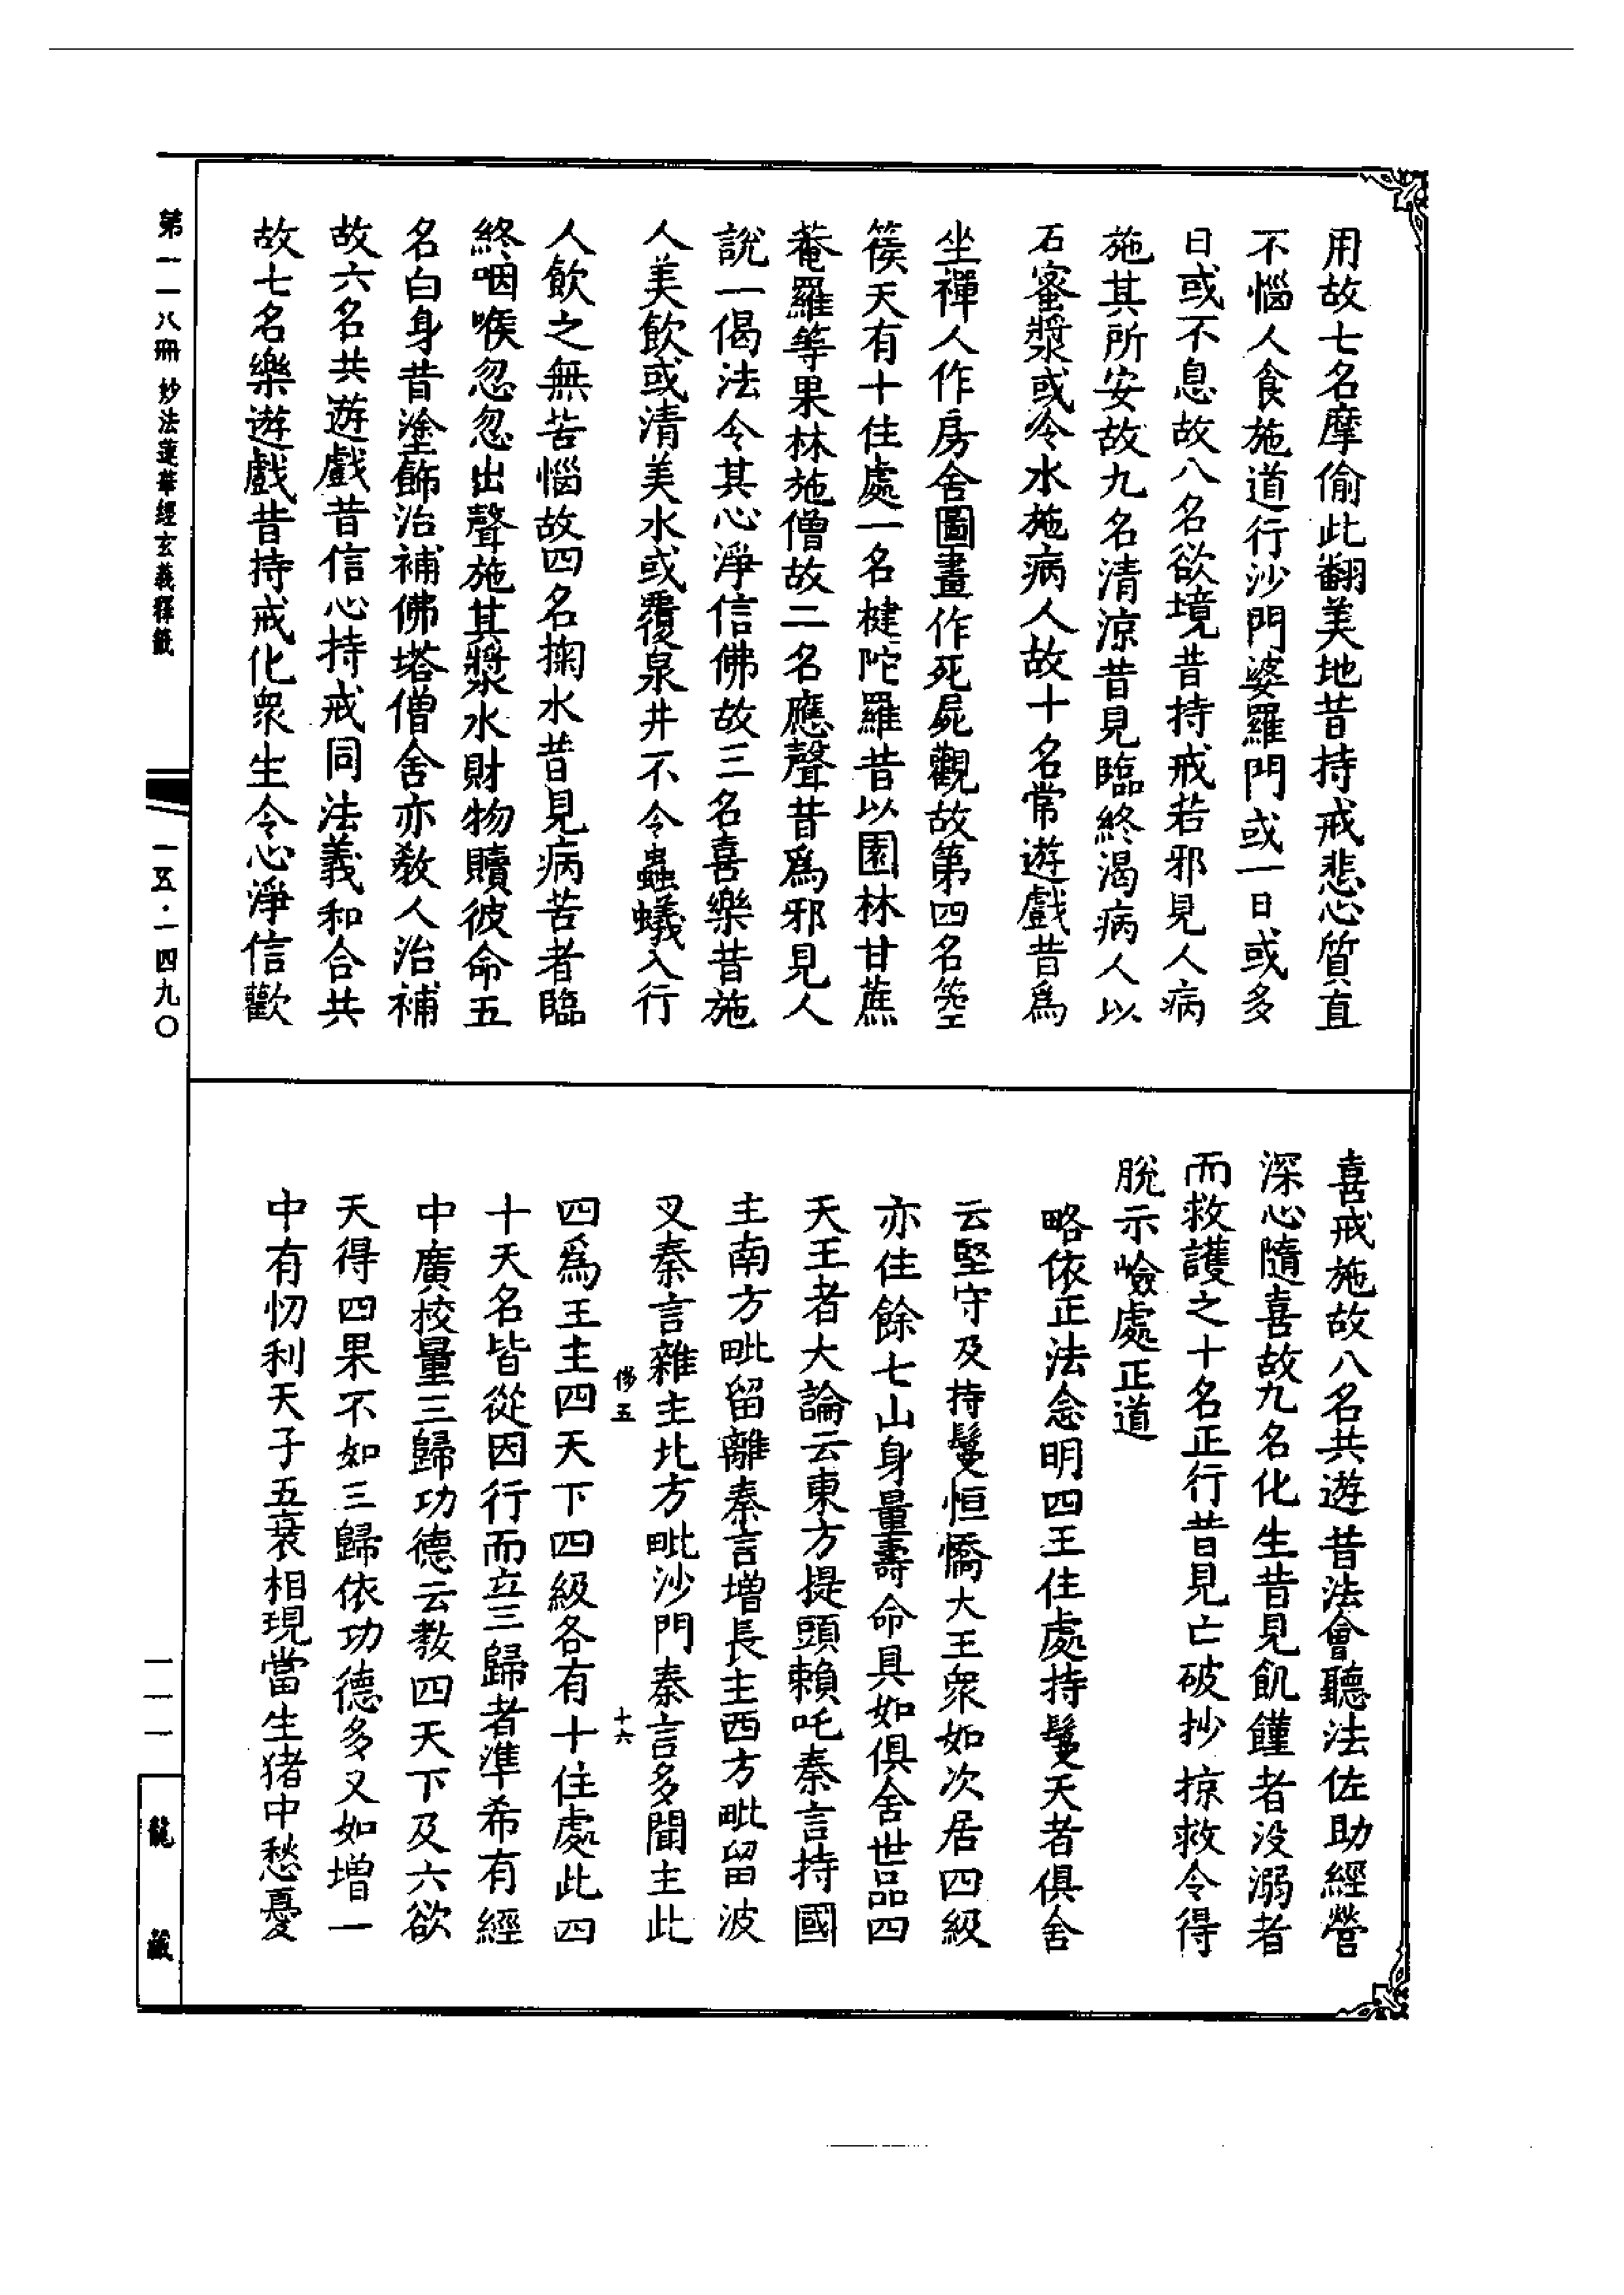 用故七名摩偷此翻美地昔持戒悲心質直
不惱人食施道行沙門婆羅門或一日或多
日或不息故八名欲境昔持戒若邪見人病
施其所安故九名清涼昔見臨終渴病人以
石蜜漿或冷水施病人故十名常遊戲昔爲
坐禪人作房舍圖畫作死屍觀故第四名箜
篌天有十住處一名揵陀羅昔以園林甘蔗
菴羅等果林施僧故二名應聲昔爲邪見人
說一偈法令其心淨信佛故三名喜樂昔施
人美飲或清美水或覆泉井不令蟲蟻入行
人飲之無苦惱故四名掬水昔見病苦者臨
終咽喉忽忽出聲施其漿水財物贖彼命五
名白身昔塗飾治補佛塔僧舍亦教人治補
故六名共遊戲昔信心持戒同法義和合共
故七名樂遊戲昔持戒化眾生令心淨信歡
喜戒施故八名共遊昔法會聽法佐助經營
深心隨喜故九名化生昔見飢饉者没溺者
而救護之十名正行昔見亡破抄掠救令得
脫示嶮處正道
略依正法念明四王住處持鬘天者俱舍
云堅守及持鬘恒憍大王衆如次居四級
亦住餘七山身量壽命具如俱舍世品四
天王者大論云東方提頭賴吒秦言持國
主南方毗留離秦言增長主西方毗留波
叉秦言雜主北方毗沙門秦言多聞主此
俢五 十六
四爲王主四天下四級各有十住處此四
十天名皆從因行而立三歸者準希有經
中廣校量三歸功德云教四天下及六欲
天得四果不如三歸依功德多又如增一
中有忉利天子五衰相現當生猪中愁憂
第一一八冊 妙法蓮華經玄義釋籤
一五·一四九〇
一一一
龍藏